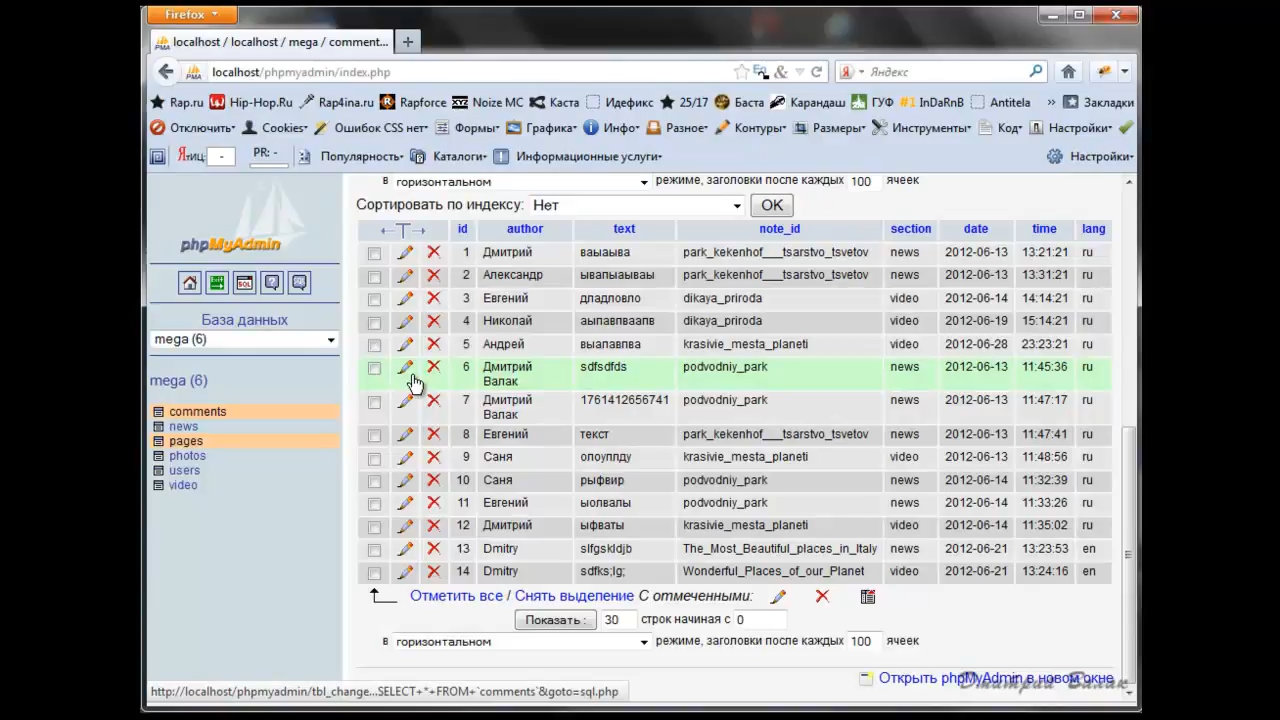 Firefox
localhost / localhost / mega / comment...
localhost/phpmyadmin/index.php
Яндекс
Rap.ru Hip-Hop.Ru Rap4ina.ru Rapforce Noize MC Каста Идефикс 25/17 Баста Карандаш ГУФ InDaRnB Antitela » Закладки
Отключить Cookies Ошибок CSS нет Формы Графика Инфо Разное Контуры Размеры Инструменты Код Настройки
Яtиц: - PR: - Популярность Каталоги Информационные услуги Настройки
в горизонтальном режиме, заголовки после каждых 100 ячеек
Сортировать по индексу: Нет OK
phpMyAdmin
База данных
mega (6)
mega (6)
comments
news
pages
photos
users
video
id author text note_id section date time lang
1 Дмитрий ваыаыва park_kekenhof___tsarstvo_tsvetov news 2012-06-13 13:21:21 ru
2 Александр ывапыаываы park_kekenhof___tsarstvo_tsvetov news 2012-06-13 13:31:21 ru
3 Евгений дладловло dikaya_priroda video 2012-06-14 14:14:21 ru
4 Николай аыпавпваапв dikaya_priroda video 2012-06-19 15:14:21 ru
5 Андрей выапавпва krasivie_mesta_planeti video 2012-06-28 23:23:21 ru
6 Дмитрий Валак sdfsdfds podvodniy_park news 2012-06-13 11:45:36 ru
7 Дмитрий Валак 1761412656741 podvodniy_park news 2012-06-13 11:47:17 ru
8 Евгений текст park_kekenhof___tsarstvo_tsvetov news 2012-06-13 11:47:41 ru
9 Саня опоуплду krasivie_mesta_planeti video 2012-06-13 11:48:56 ru
10 Саня рыфвир podvodniy_park news 2012-06-14 11:32:39 ru
11 Евгений ыолвалы podvodniy_park news 2012-06-14 11:33:26 ru
12 Дмитрий ыфваты krasivie_mesta_planeti video 2012-06-14 11:35:02 ru
13 Dmitry slfgskldjb The_Most_Beautiful_places_in_Italy news 2012-06-21 13:23:53 en
14 Dmitry sdfks;lg; Wonderful_Places_of_our_Planet video 2012-06-21 13:24:16 en
Отметить все / Снять выделение С отмеченными:
Показать : 30 строк начиная с 0
в горизонтальном режиме, заголовки после каждых 100 ячеек
Открыть phpMyAdmin в новом окне
Дмитрий Валак
http://localhost/phpmyadmin/tbl_change...SELECT+*+FROM+`comments`&goto=sql.php